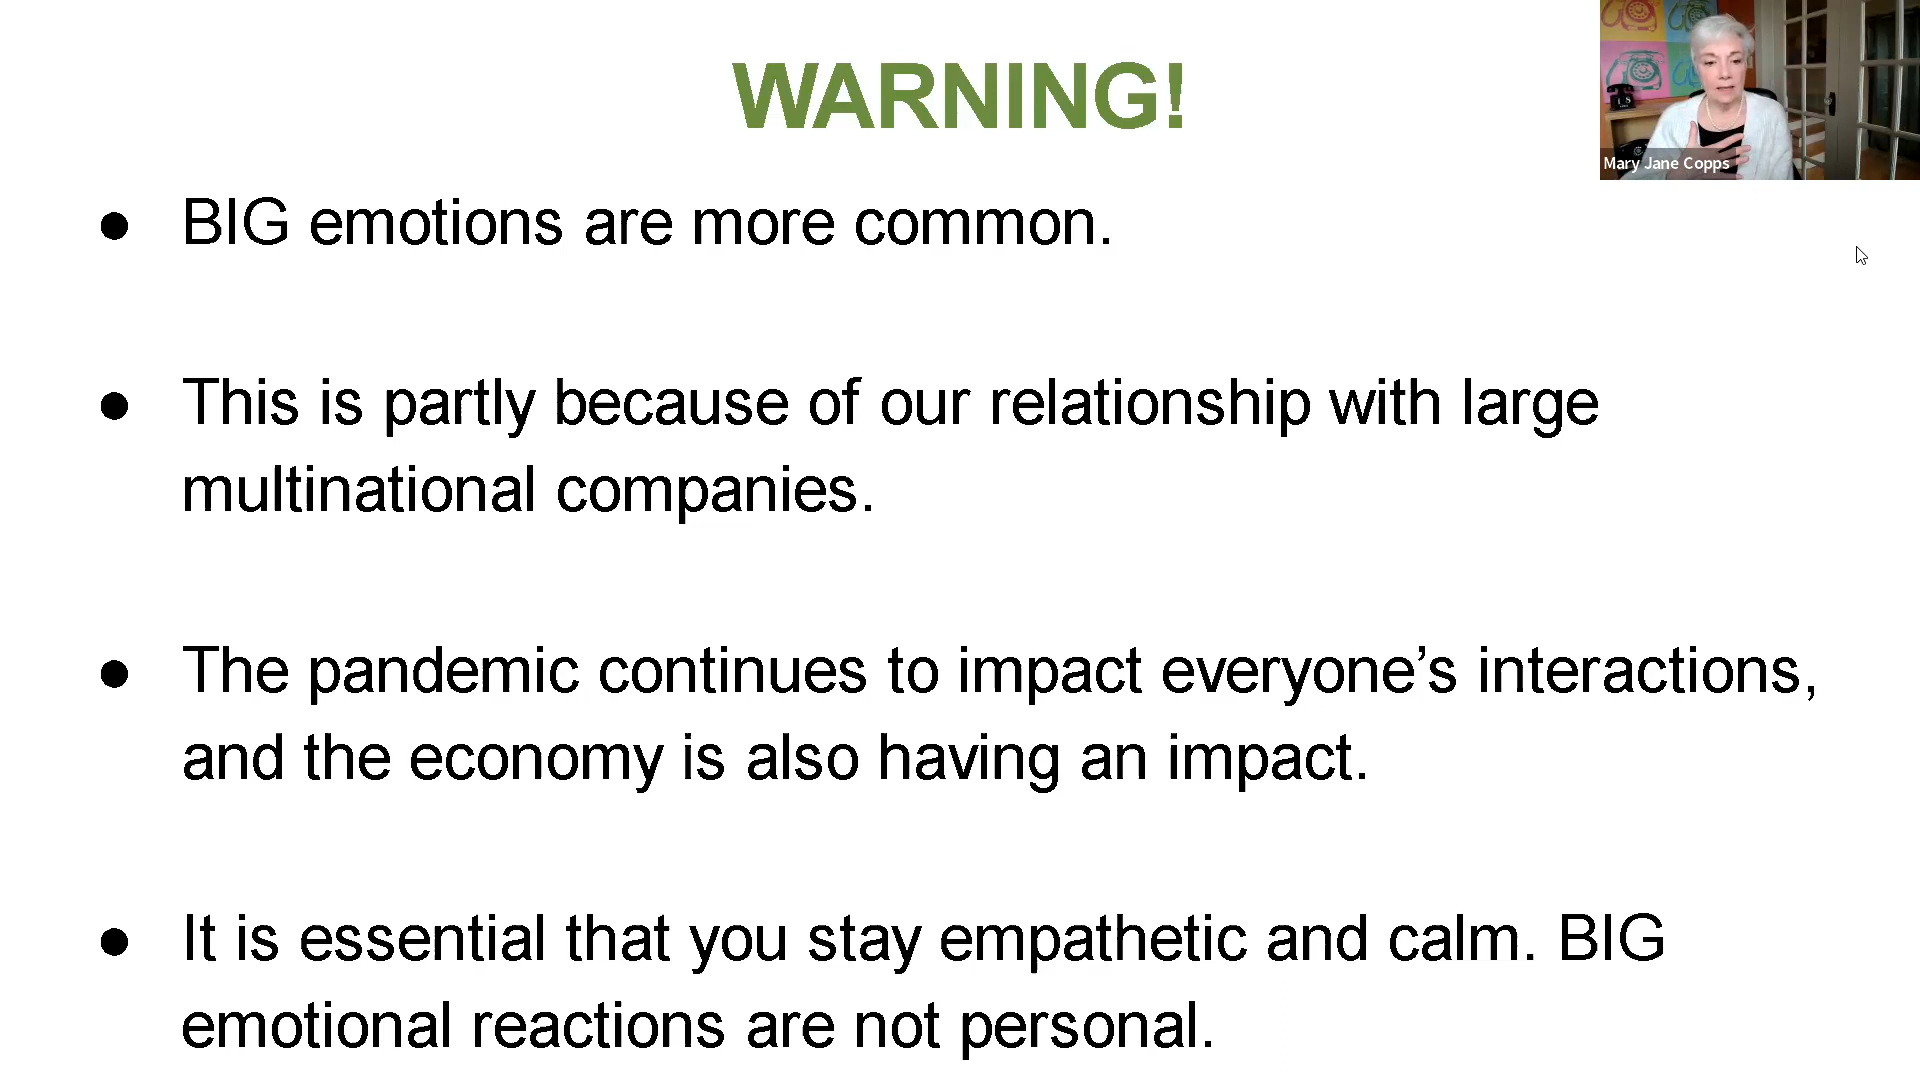 WARNING!
Mary Jane Copps
● BIG emotions are more common.
● This is partly because of our relationship with large
multinational companies.
● The pandemic continues to impact everyone’s interactions,
and the economy is also having an impact.
● It is essential that you stay empathetic and calm. BIG
emotional reactions are not personal.